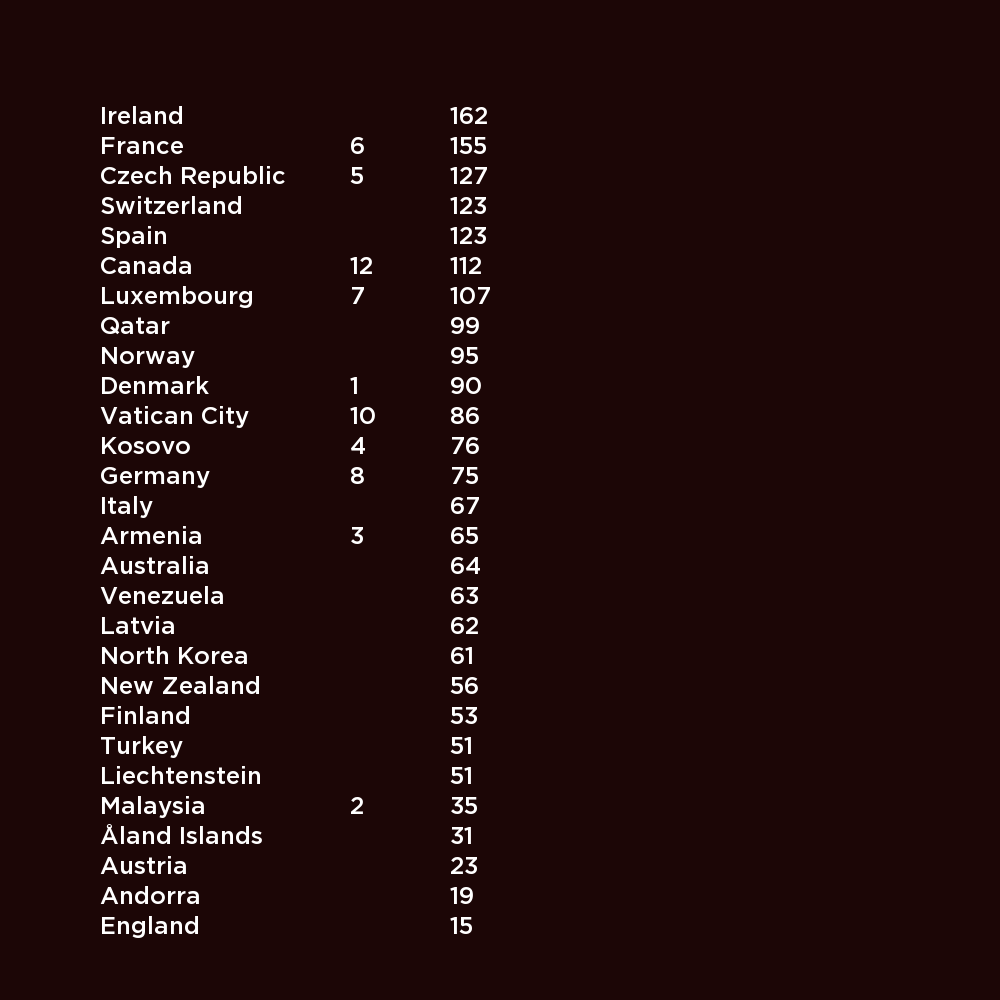 Ireland 162
France 6 155
Czech Republic 5 127
Switzerland 123
Spain 123
Canada 12 112
Luxembourg 7 107
Qatar 99
Norway 95
Denmark 1 90
Vatican City 10 86
Kosovo 4 76
Germany 8 75
Italy 67
Armenia 3 65
Australia 64
Venezuela 63
Latvia 62
North Korea 61
New Zealand 56
Finland 53
Turkey 51
Liechtenstein 51
Malaysia 2 35
Åland Islands 31
Austria 23
Andorra 19
England 15